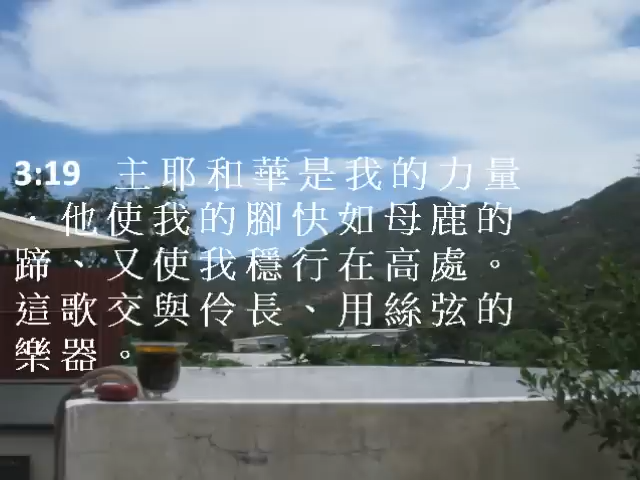 3:19 主耶和華是我的力量
．他使我的腳快如母鹿的
蹄、又使我穩行在高處。
這歌交與伶長、用絲弦的
樂器。